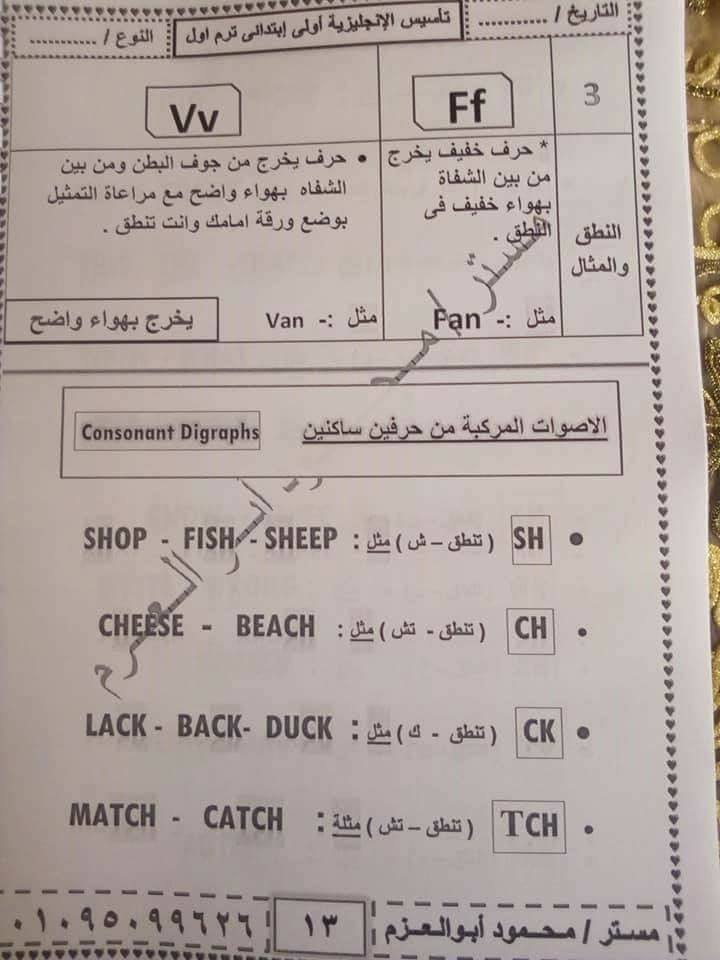 التاريخ / ...........
تأسيس الإنجليزية أولى إبتدائى ترم اول
النوع / ...........
3
Ff
Vv
النطق
والمثال
* حرف خفيف يخرج
من بين الشفاة
بهواء خفيف فى
النطق .
مثل :- Fan
• حرف يخرج من جوف البطن ومن بين
الشفاه بهواء واضح مع مراعاة التمثيل
بوضع ورقة امامك وانت تنطق .
مثل :- Van
يخرج بهواء واضح
الاصوات المركبة من حرفين ساكنين
Consonant Digraphs
• SH ( تنطق – ش ) مثل : SHOP - FISH - SHEEP
• CH ( تنطق - تش ) مثل : CHEESE - BEACH
• CK ( تنطق - ك ) مثل : LACK - BACK- DUCK
• TCH ( تنطق – تش ) مثلة : MATCH - CATCH
مستر / محمود أبوالعزم
١٣
٠١٠٩٥٠٩٩٦٢٦